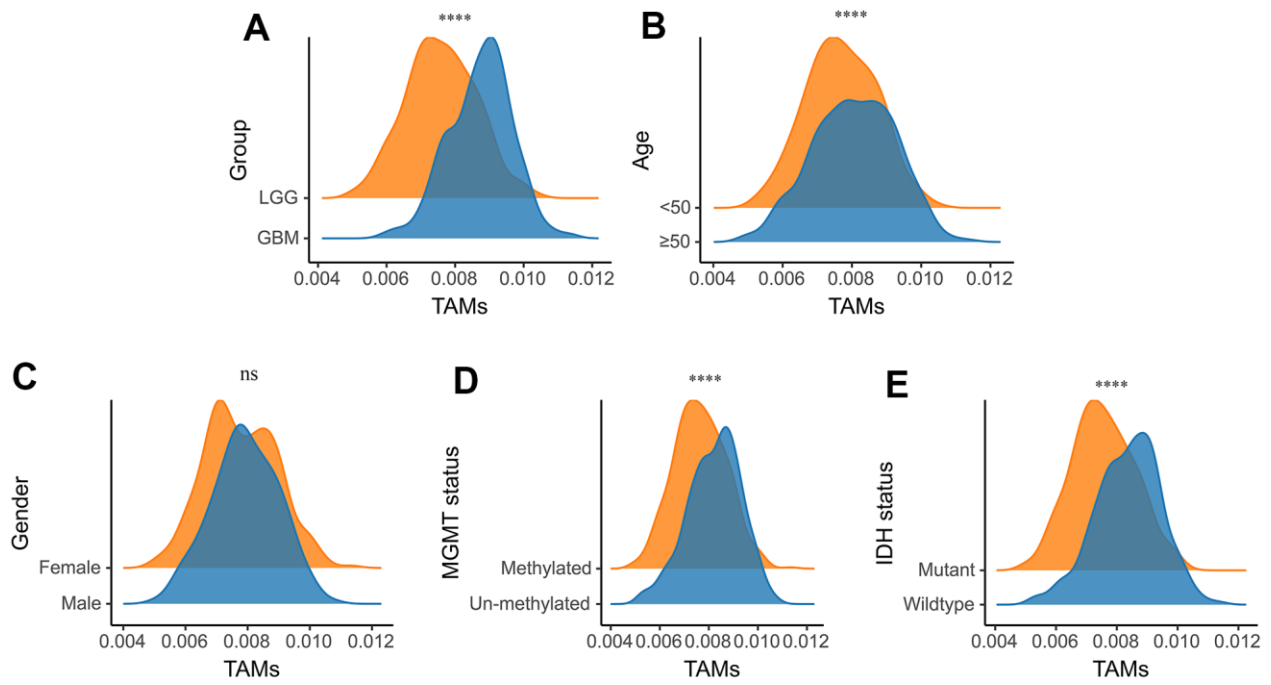 A
****
Group
LGG
GBM
0.004 0.006 0.008 0.010 0.012
TAMs
B
****
Age
<50
≥50
0.004 0.006 0.008 0.010 0.012
TAMs
C
ns
Gender
Female
Male
0.004 0.006 0.008 0.010 0.012
TAMs
D
****
MGMT status
Methylated
Un-methylated
0.004 0.006 0.008 0.010 0.012
TAMs
E
****
IDH status
Mutant
Wildtype
0.004 0.006 0.008 0.010 0.012
TAMs